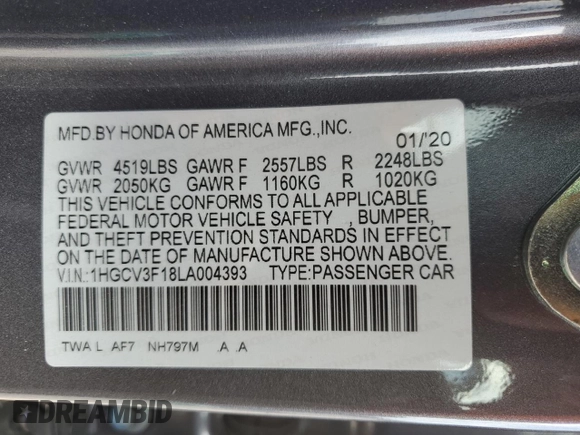 MFD.BY HONDA OF AMERICA MFG.,INC. 01/'20
GVWR 4519LBS GAWR F 2557LBS R 2248LBS
GVWR 2050KG GAWR F 1160KG R 1020KG
THIS VEHICLE CONFORMS TO ALL APPLICABLE
FEDERAL MOTOR VEHICLE SAFETY , BUMPER,
AND THEFT PREVENTION STANDARDS IN EFFECT
ON THE DATE OF MANUFACTURE SHOWN ABOVE.
V.I.N.:1HGCV3F18LA004393 TYPE:PASSENGER CAR
TWA L AF7 NH797M .A .A
DREAMBID